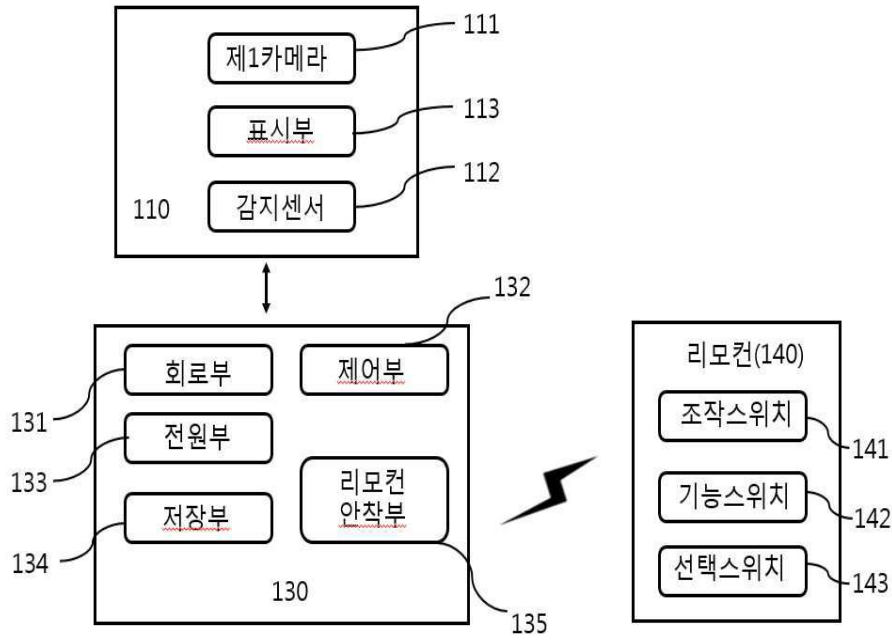 111
제1카메라
113
표시부
112
110
감지센서
132
리모컨(140)
회로부
제어부
131
조작스위치
141
전원부
133
리모컨
안착부
기능스위치
142
저장부
134
선택스위치
143
130
135